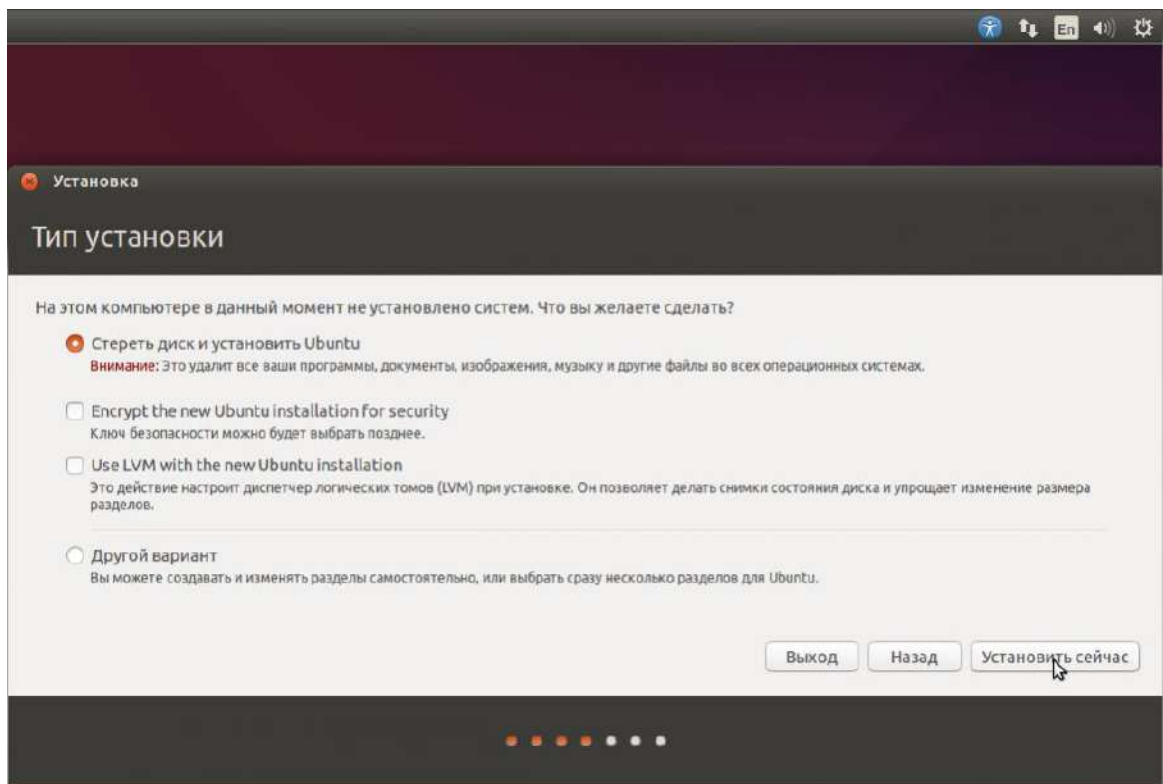 En
Установка
Тип установки
На этом компьютере в данный момент не установлено систем. Что вы желаете сделать?
Стереть диск и установить Ubuntu
Внимание: Это удалит все ваши программы, документы, изображения, музыку и другие файлы во всех операционных системах.
Encrypt the new Ubuntu installation for security
Ключ безопасности можно будет выбрать позднее.
Use LVM with the new Ubuntu installation
Это действие настроит диспетчер логических томов (LVM) при установке. Он позволяет делать снимки состояния диска и упрощает изменение размера
разделов.
Другой вариант
Вы можете создавать и изменять разделы самостоятельно, или выбрать сразу несколько разделов для Ubuntu.
Выход Назад Установить сейчас